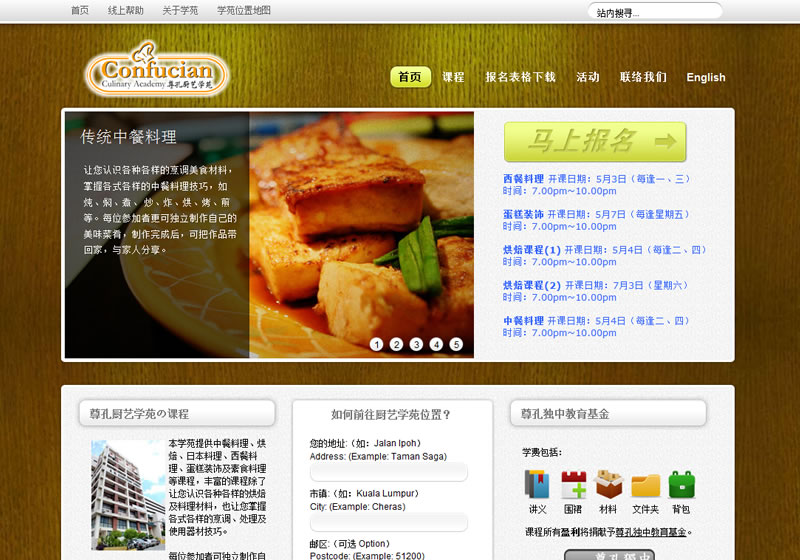 首页 线上帮助 关于学苑 学苑位置地图
站内搜寻...
Confucian
Culinary Academy 尊孔厨艺学苑
首页 课程 报名表格下载 活动 联络我们 English
传统中餐料理
让您认识各种各样的烹调美食材料，
掌握各式各样的中餐料理技巧，如
炖、焖、煮、炒、炸、烘、烤、煎
等。每位参加者更可独立制作自己的
美味菜肴，制作完成后，可把作品带
回家，与家人分享。
1 2 3 4 5
马上报名
西餐料理 开课日期：5月3日（每逢一、三）
时间：7.00pm~10.00pm
蛋糕装饰 开课日期：5月7日（每逢星期五）
时间：7.00pm~10.00pm
烘焙课程(1) 开课日期：5月4日（每逢二、四）
时间：7.00pm~10.00pm
烘焙课程(2) 开课日期：7月3日（星期六）
时间：7.00pm~10.00pm
中餐料理 开课日期：5月4日（每逢二、四）
时间：7.00pm~10.00pm
尊孔厨艺学苑の课程
本学苑提供中餐料理、烘
焙、日本料理、西餐料
理、蛋糕装饰及素食料理
等课程，丰富的课程除了
让您认识各种各样的烘焙
及料理材料，也让您掌握
各式各样的烹调、处理及
使用器材技巧。
每位参加者可独立制作自
如何前往厨艺学苑位置？
您的地址:（如：Jalan Ipoh）
Address: (Example: Taman Saga)
市镇:（如：Kuala Lumpur）
City: (Example: Cheras)
邮区:（可选 Option）
Postcode: (Example: 51200)
尊孔独中教育基金
学费包括：
讲义 围裙 材料 文件夹 背包
课程所有盈利将捐献予尊孔独中教育基金。
尊孔独中